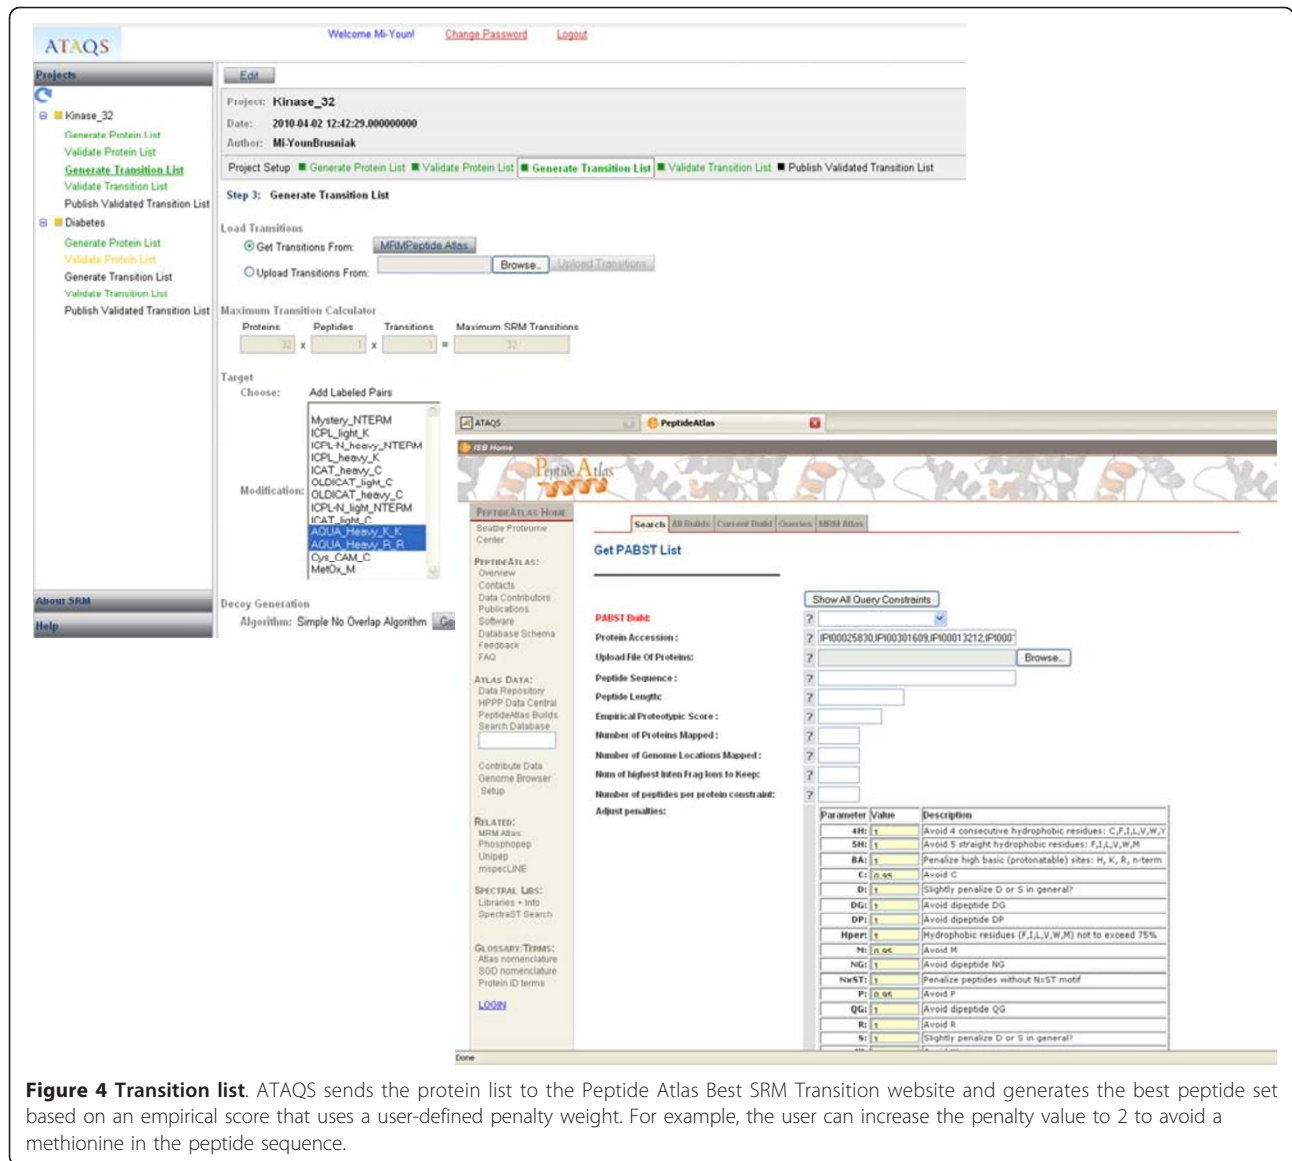 ATAQS
Welcome Mi-Youn!
Change Password
Logout
Projects
Kinase_32
Generate Protein List
Validate Protein List
Generate Transition List
Validate Transition List
Publish Validated Transition List
Diabetes
Generate Protein List
Validate Protein List
Generate Transition List
Validate Transition List
Publish Validated Transition List
About SRM
Help
Edit
Project: Kinase_32
Date: 2010-04-02 12:42:29.000000000
Author: Mi-YounBrusniak
Project Setup Generate Protein List Validate Protein List Generate Transition List Validate Transition List Publish Validated Transition List
Step 3: Generate Transition List
Load Transitions
Get Transitions From: MRMPeptide Atlas
Upload Transitions From: Browse... Upload Transitions
Maximum Transition Calculator
Proteins Peptides Transitions Maximum SRM Transitions
32 x 1 x 1 = 32
Target
Choose: Add Labeled Pairs
Modification:
Mystery_NTERM
ICPL_light_K
ICPL-N_heavy_NTERM
ICPL_heavy_K
ICAT_heavy_C
OLDICAT_light_C
OLDICAT_heavy_C
ICPL-N_light_NTERM
ICAT_light_C
AQUA_Heavy_K_K
AQUA_Heavy_R_R
Cys_CAM_C
MetOx_M
Decoy Generation
Algorithm: Simple No Overlap Algorithm Ge
ATAQS
PeptideAtlas
ISB Home
Peptide Atlas
PEPTIDEATLAS HOME
Seattle Proteome
Center
PEPTIDEATLAS:
Overview
Contacts
Data Contributors
Publications
Software
Database Schema
Feedback
FAQ
ATLAS DATA:
Data Repository
HPPP Data Central
PeptideAtlas Builds
Search Database
Contribute Data
Genome Browser
Setup
RELATED:
MRM Atlas
Phosphopep
Unipep
mspecLINE
SPECTRAL LIBS:
Libraries + Info
SpectraST Search
GLOSSARY/TERMS:
Atlas nomenclature
SGD nomenclature
Protein ID terms
LOGIN
Search All Builds Current Build Queries MRM Atlas
Get PABST List
Show All Query Constraints
PABST Build: ?
Protein Accession : ? IPI00025830,IPI00301609,IPI00013212,IPI000
Upload File Of Proteins: ? Browse...
Peptide Sequence : ?
Peptide Length: ?
Empirical Proteotypic Score : ?
Number of Proteins Mapped : ?
Number of Genome Locations Mapped : ?
Num of highest Inten Frag Ions to Keep: ?
Number of peptides per protein constraint: ?
Adjust penalties:
Parameter Value Description
4H: 1 Avoid 4 consecutive hydrophobic residues: C,F,I,L,V,W,Y
5H: 1 Avoid 5 straight hydrophobic residues: F,I,L,V,W,M
BA: 1 Penalize high basic (protonatable) sites: H, K, R, n-term
C: 0.95 Avoid C
D: 1 Slightly penalize D or S in general?
DG: 1 Avoid dipeptide DG
DP: 1 Avoid dipeptide DP
Hper: 1 Hydrophobic residues (F,I,L,V,W,M) not to exceed 75%
M: 0.95 Avoid M
NG: 1 Avoid dipeptide NG
NxST: 1 Penalize peptides without NxST motif
P: 0.95 Avoid P
QG: 1 Avoid dipeptide QG
R: 1 Avoid R
S: 1 Slightly penalize D or S in general?
Done
Figure 4 Transition list. ATAQS sends the protein list to the Peptide Atlas Best SRM Transition website and generates the best peptide set
based on an empirical score that uses a user-defined penalty weight. For example, the user can increase the penalty value to 2 to avoid a
methionine in the peptide sequence.